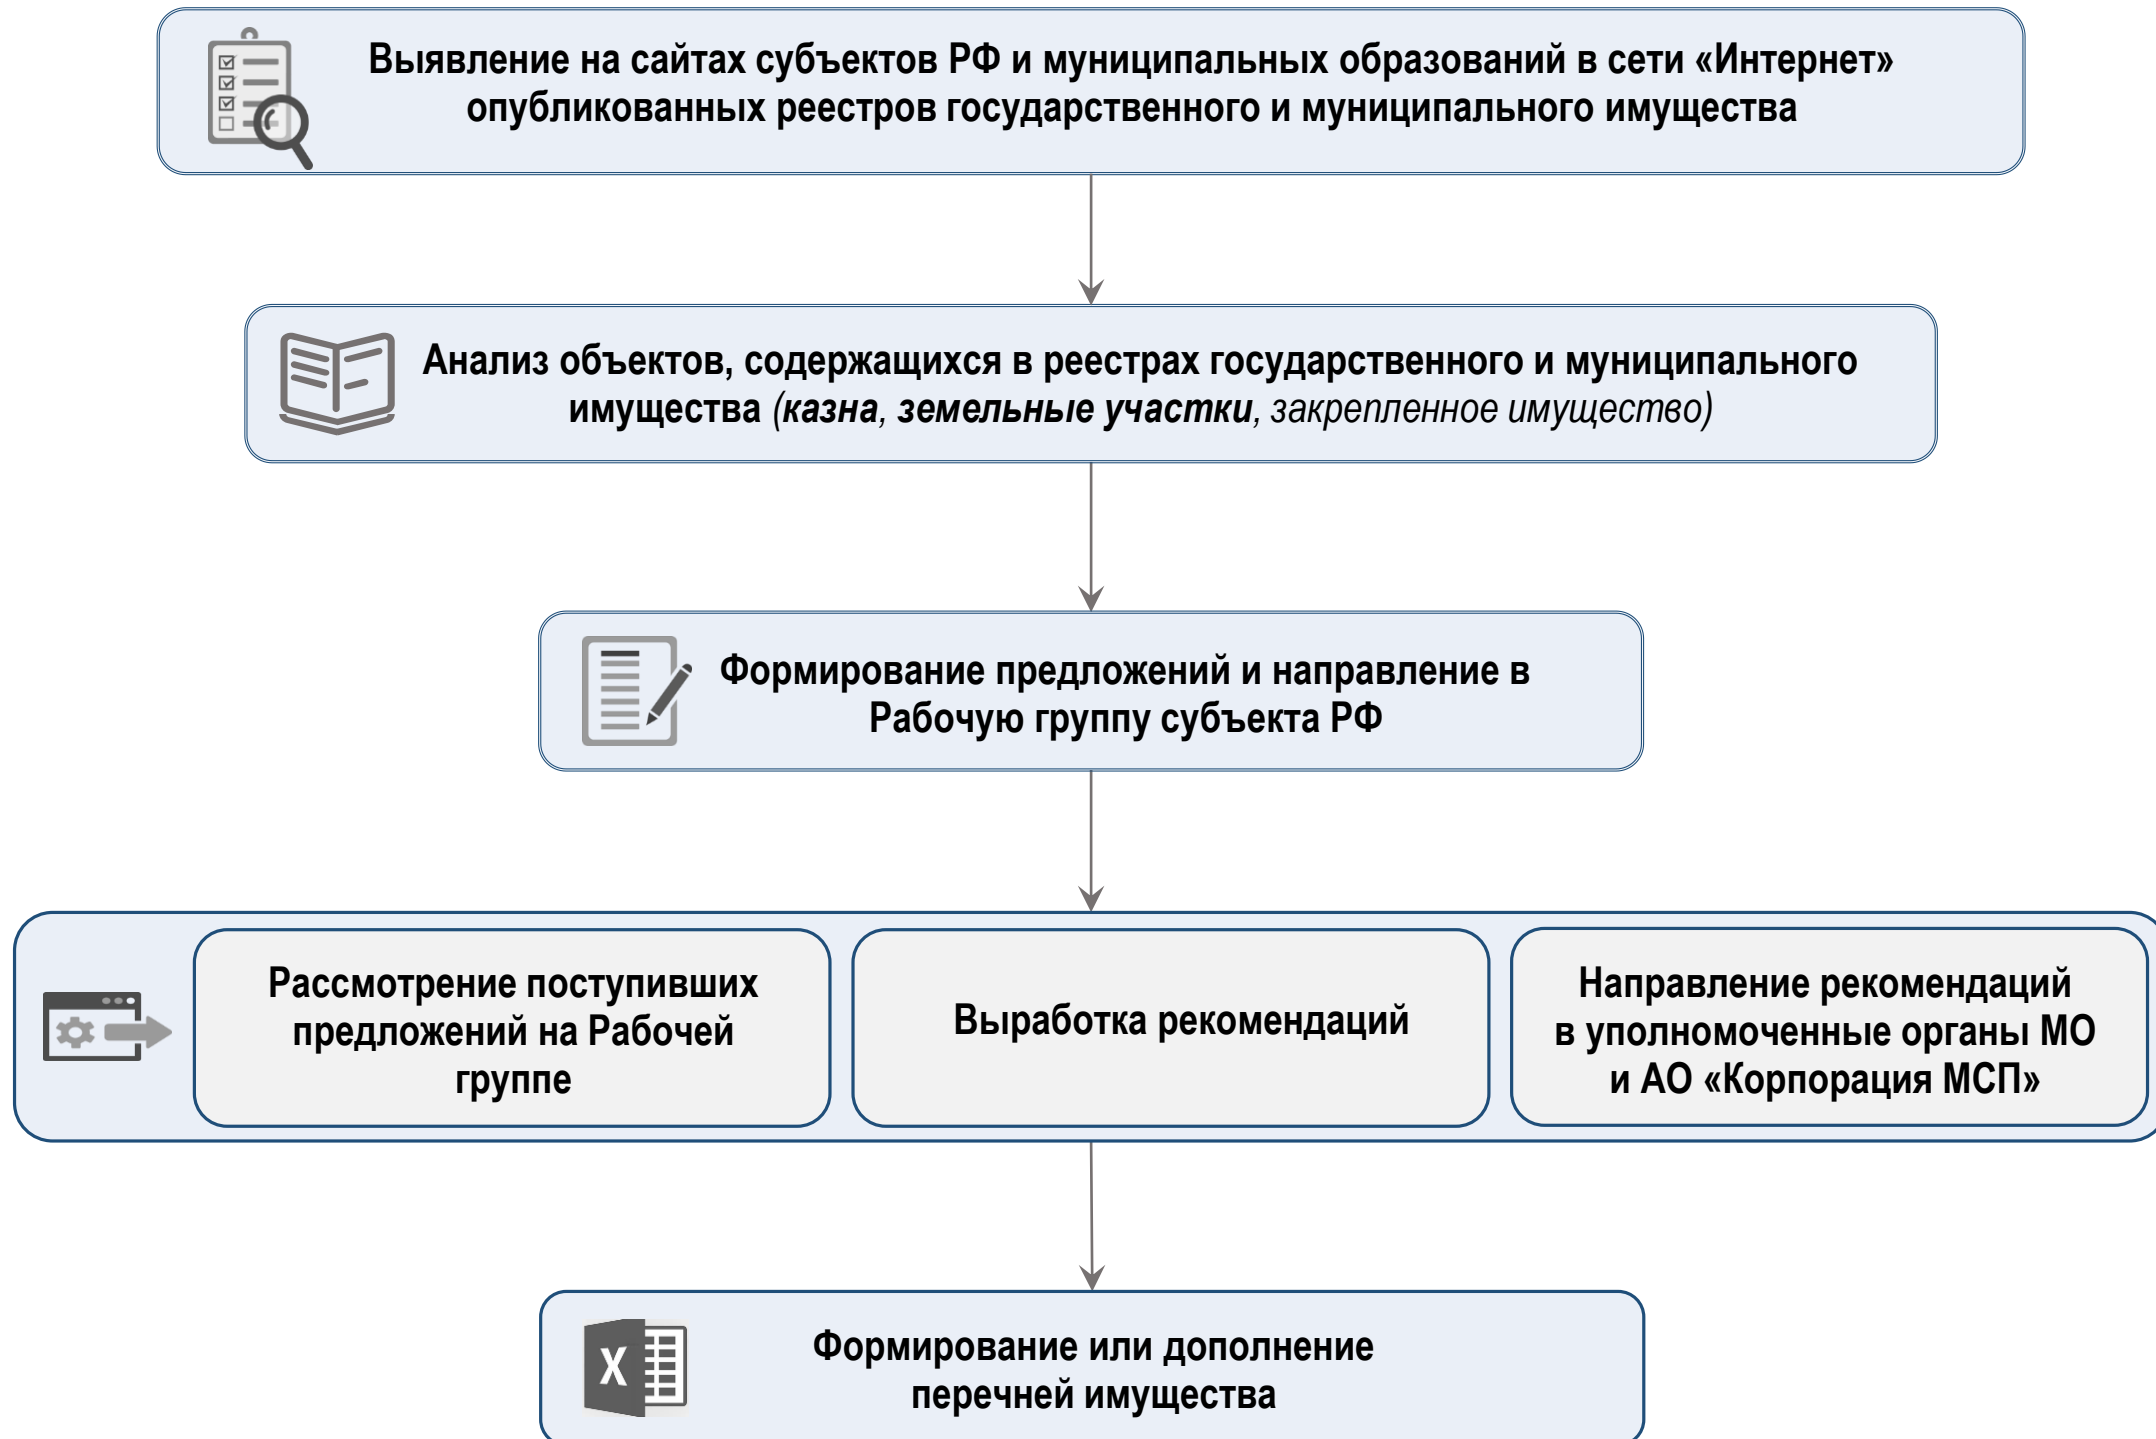 Выявление на сайтах субъектов РФ и муниципальных образований в сети «Интернет»
опубликованных реестров государственного и муниципального имущества
Анализ объектов, содержащихся в реестрах государственного и муниципального
имущества (казна, земельные участки, закрепленное имущество)
Формирование предложений и направление в
Рабочую группу субъекта РФ
Рассмотрение поступивших
предложений на Рабочей
группе
Выработка рекомендаций
Направление рекомендаций
в уполномоченные органы МО
и АО «Корпорация МСП»
X
Формирование или дополнение
перечней имущества